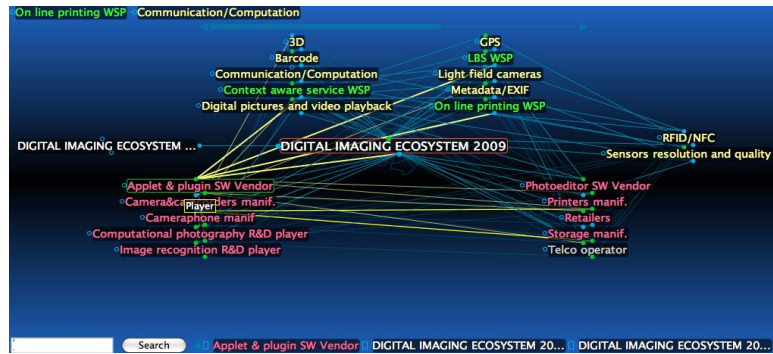 On line printing WSP Communication/Computation
3D GPS
Barcode LBS WSP
Communication/Computation Light field cameras
Context aware service WSP Metadata/EXIF
Digital pictures and video playback On line printing WSP
RFID/NFC
DIGITAL IMAGING ECOSYSTEM ... DIGITAL IMAGING ECOSYSTEM 2009
Sensors resolution and quality
Applet & plugin SW Vendor Photoeditor SW Vendor
Camera&ca rders manif. Printers manif.
Player
Cameraphone manif Retailers
Computational photography R&D player Storage manif.
Image recognition R&D player Telco operator
Search Applet & plugin SW Vendor DIGITAL IMAGING ECOSYSTEM 20... DIGITAL IMAGING ECOSYSTEM 20...